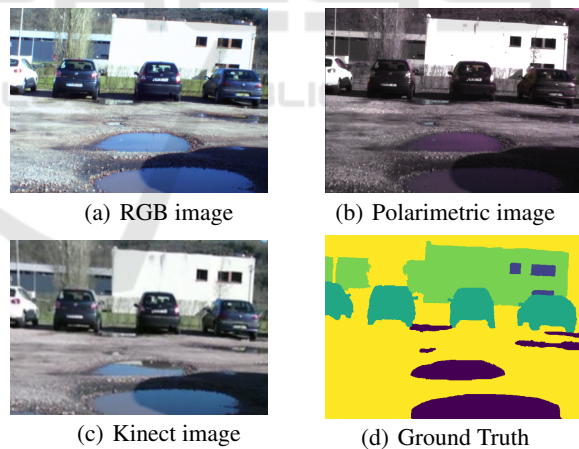 (a) RGB image
(b) Polarimetric image
(c) Kinect image
(d) Ground Truth